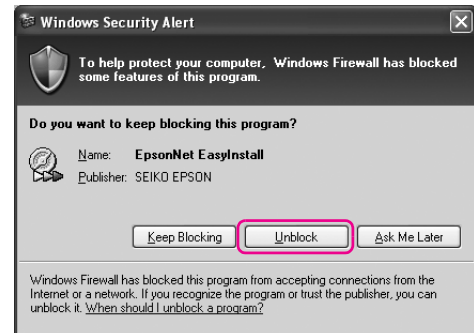 Windows Security Alert
To help protect your computer, Windows Firewall has blocked
some features of this program.
Do you want to keep blocking this program?
Name: EpsonNet EasyInstall
Publisher: SEIKO EPSON
Keep Blocking Unblock Ask Me Later
Windows Firewall has blocked this program from accepting connections from the
Internet or a network. If you recognize the program or trust the publisher, you can
unblock it. When should I unblock a program?